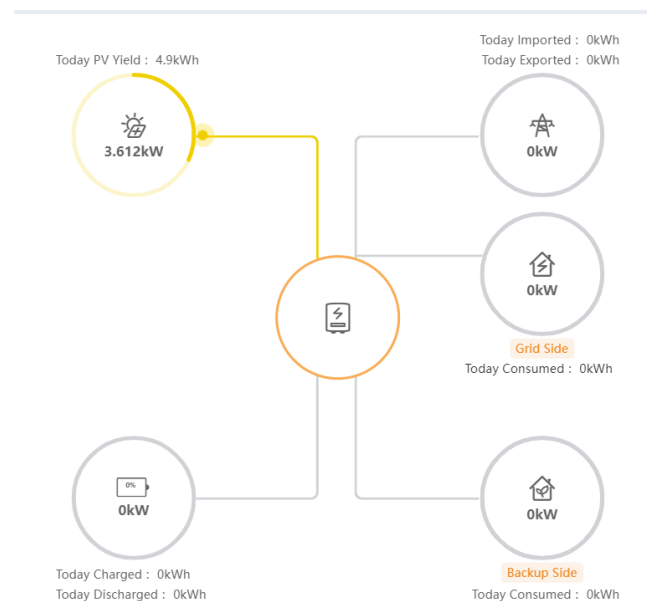 Today Imported : 0kWh
Today PV Yield : 4.9kWh
Today Exported : 0kWh
3.612kW
0kW
0kW
Grid Side
Today Consumed : 0kWh
0%
0kW
0kW
Today Charged : 0kWh
Backup Side
Today Discharged : 0kWh
Today Consumed : 0kWh